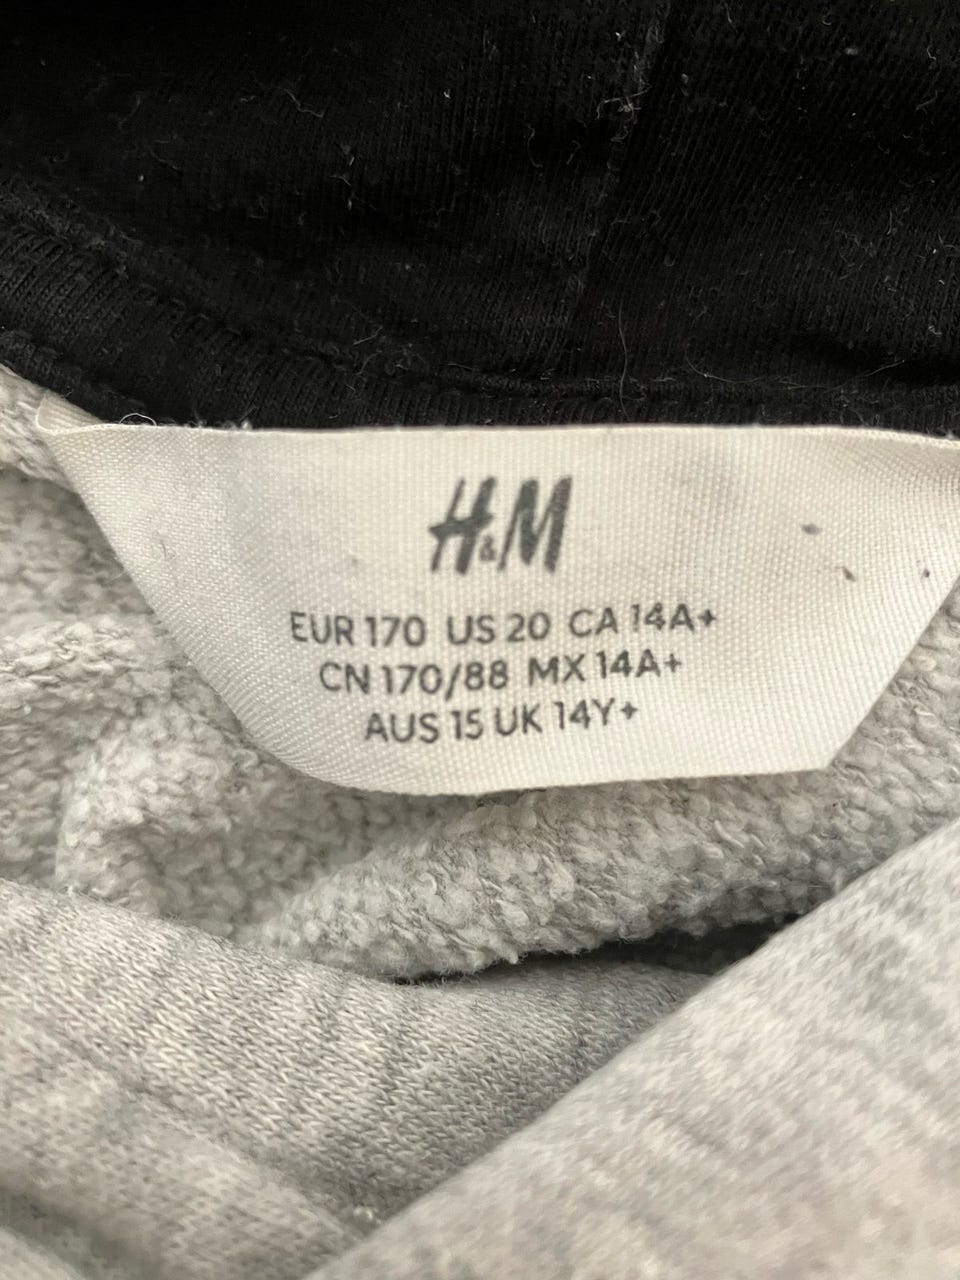 H&M
EUR 170 US 20 CA 14A+
CN 170/88 MX 14A+
AUS 15 UK 14Y+